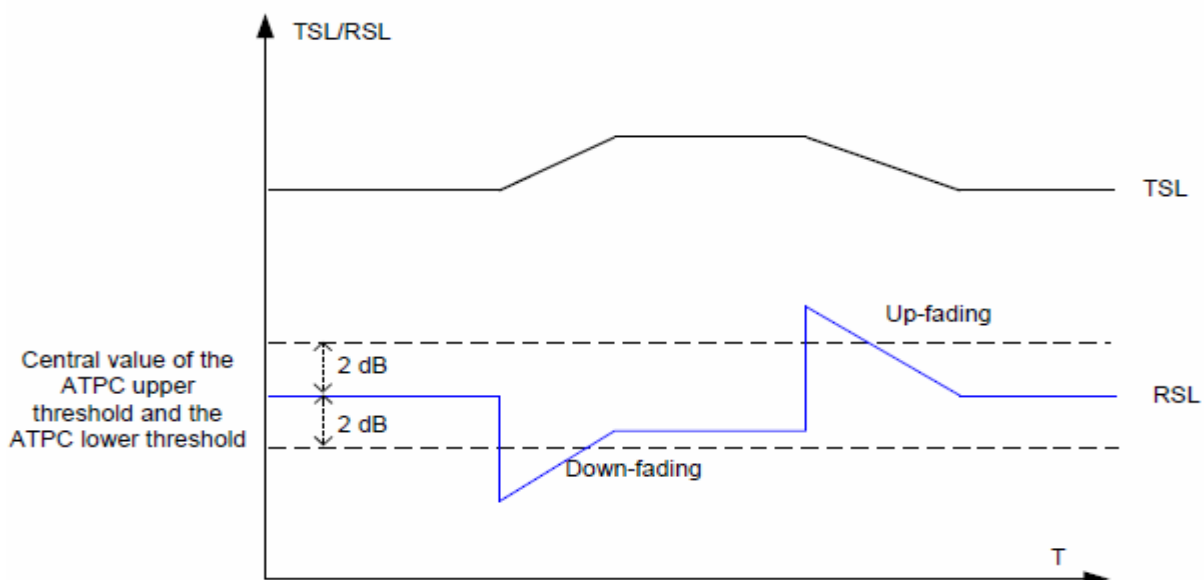 TSL/RSL
TSL
Up-fading
Central value of the
ATPC upper
threshold and the
ATPC lower threshold
2 dB
2 dB
RSL
Down-fading
T